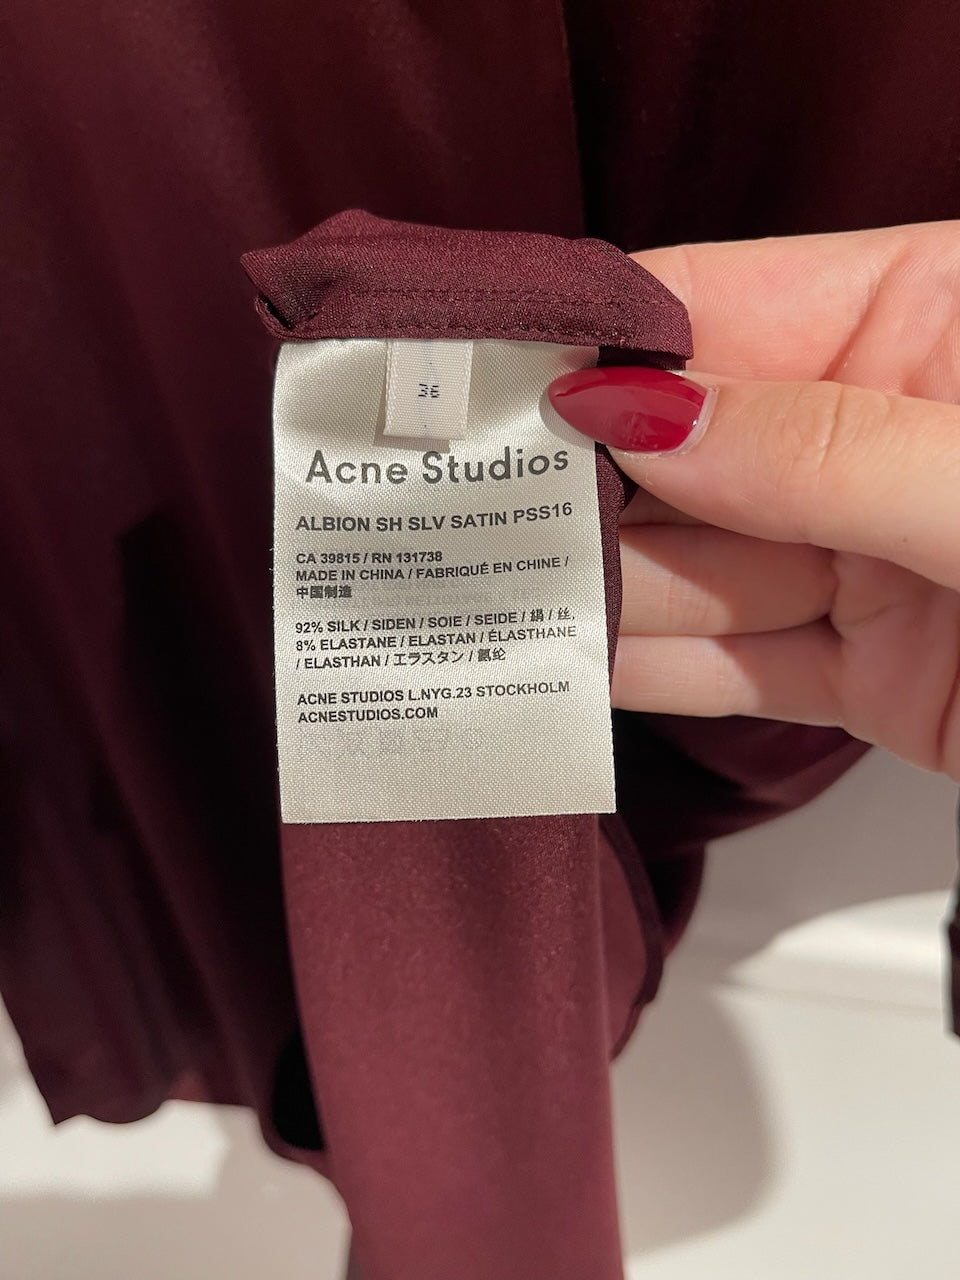 36
Acne Studios
ALBION SH SLV SATIN PSS16
CA 39815 / RN 131738
MADE IN CHINA / FABRIQUÉ EN CHINE /
中国制造
92% SILK / SIDEN / SOIE / SEIDE / 絹 / 丝,
8% ELASTANE / ELASTAN / ÉLASTHANE
/ ELASTHAN / エラスタン / 氨纶
ACNE STUDIOS L.NYG.23 STOCKHOLM
ACNESTUDIOS.COM